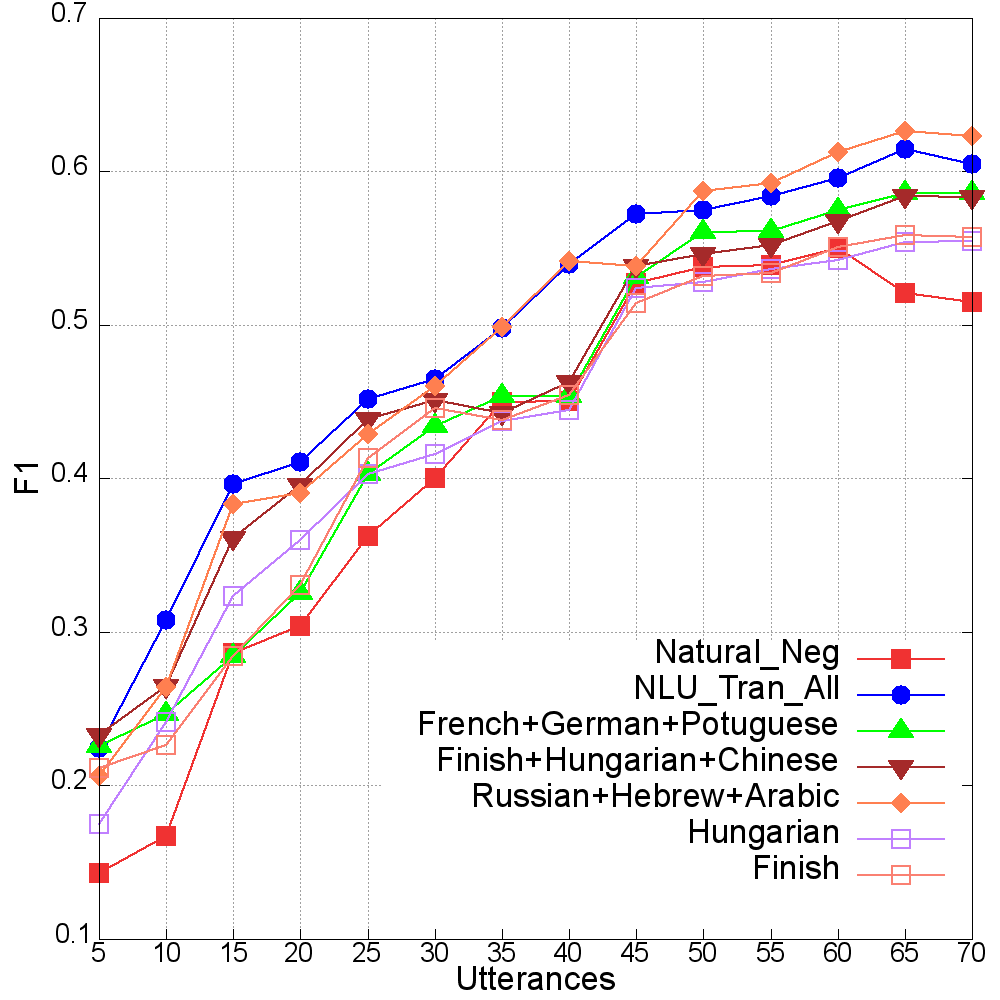 0.7
0.6
0.5
0.4
0.3
0.2
0.1
F1
Natural_Neg
NLU_Tran_All
French+German+Potuguese
Finish+Hungarian+Chinese
Russian+Hebrew+Arabic
Hungarian
Finish
5 10 15 20 25 30 35 40 45 50 55 60 65 70
Utterances